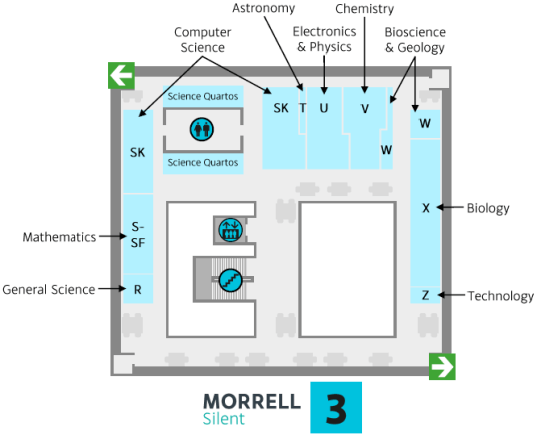 Astronomy
Chemistry
Computer
Science
Electronics
& Physics
Bioscience
& Geology
Science Quartos
SK
T
U
V
W
W
SK
Science Quartos
S-
SF
X
Biology
Mathematics
General Science
R
Z
Technology
MORRELL
Silent
3